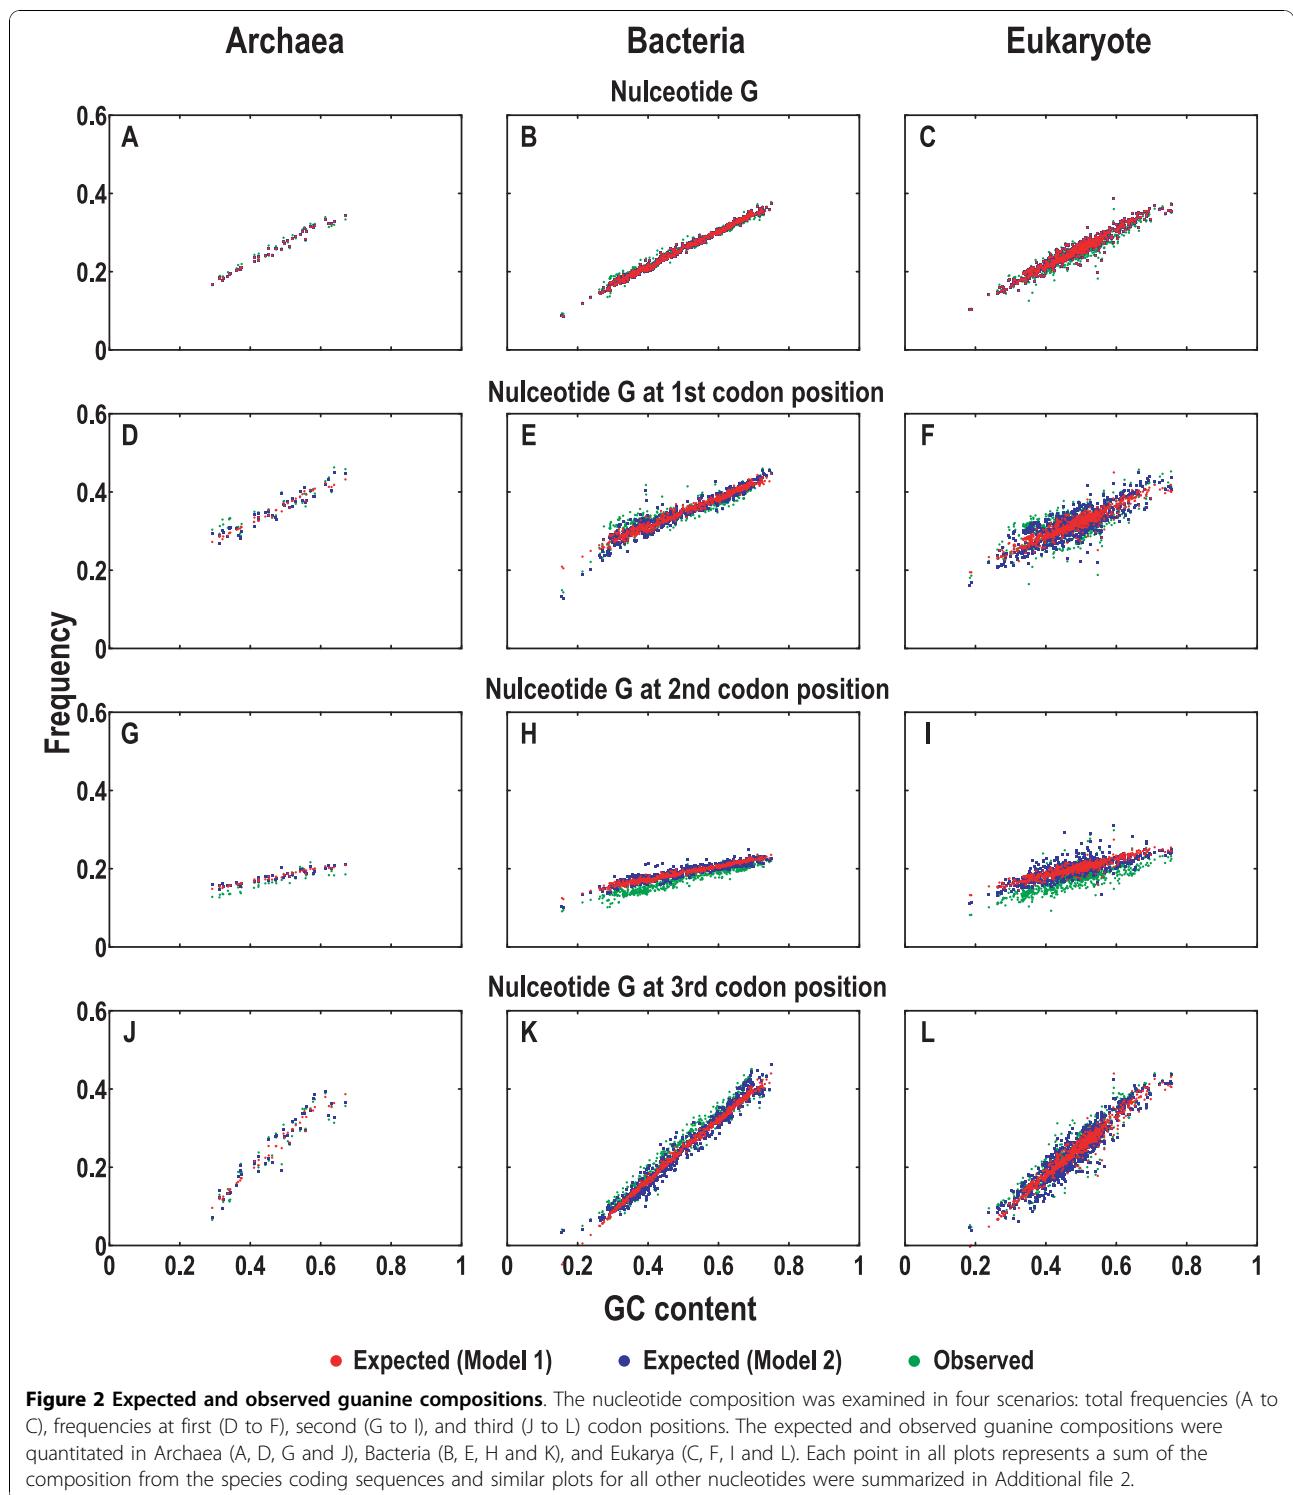 Archaea Bacteria Eukaryote
Nulceotide G
0.6 A B C
0.4
0.2
0
Nulceotide G at 1st codon position
0.6 D E F
0.4
0.2
0
Frequency
Nulceotide G at 2nd codon position
0.6 G H I
0.4
0.2
0
Nulceotide G at 3rd codon position
0.6 J K L
0.4
0.2
0
0 0.2 0.4 0.6 0.8 1 0 0.2 0.4 0.6 0.8 1 0 0.2 0.4 0.6 0.8 1
GC content
Expected (Model 1) Expected (Model 2) Observed
Figure 2 Expected and observed guanine compositions. The nucleotide composition was examined in four scenarios: total frequencies (A to
C), frequencies at first (D to F), second (G to I), and third (J to L) codon positions. The expected and observed guanine compositions were
quantitated in Archaea (A, D, G and J), Bacteria (B, E, H and K), and Eukarya (C, F, I and L). Each point in all plots represents a sum of the
composition from the species coding sequences and similar plots for all other nucleotides were summarized in Additional file 2.